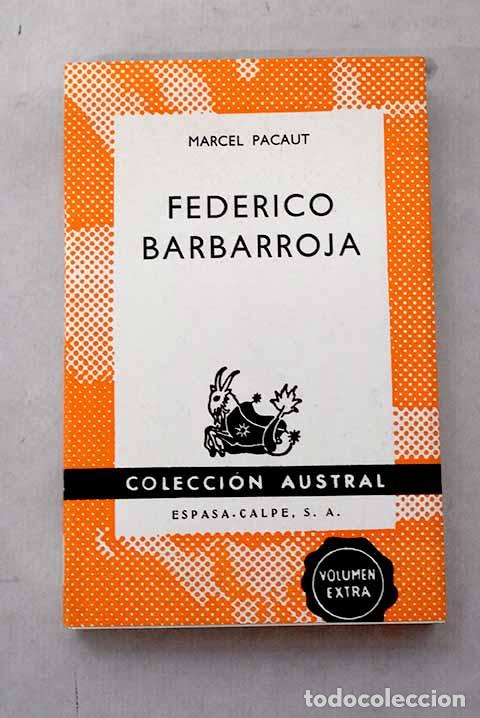 MARCEL PACAUT
FEDERICO
BARBARROJA
COLECCIÓN AUSTRAL
ESPASA-CALPE, S. A.
VOLUMEN
EXTRA
todocoleccion